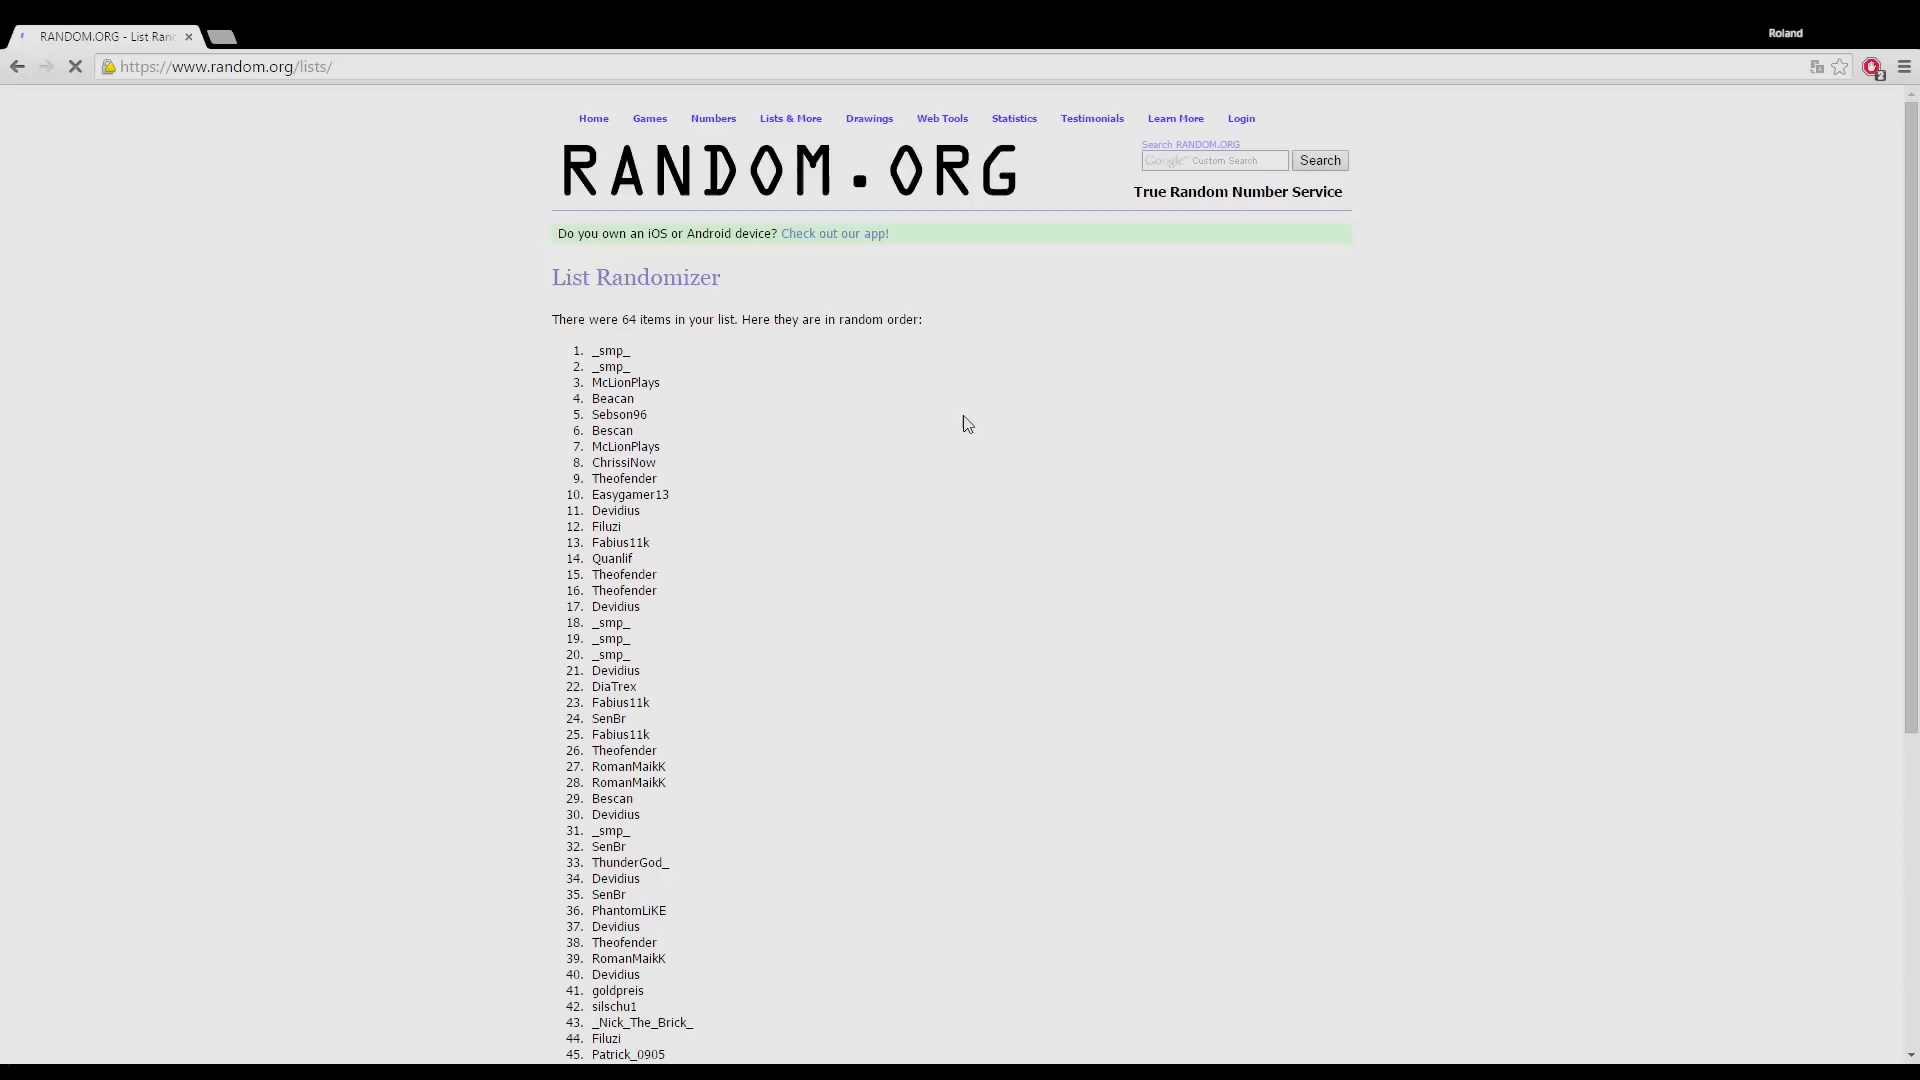 RANDOM.ORG - List Ran
Roland
https://www.random.org/lists/
2
Home Games Numbers Lists & More Drawings Web Tools Statistics Testimonials Learn More Login
RANDOM.ORG
Search RANDOM.ORG
Google™ Custom Search Search
True Random Number Service
Do you own an iOS or Android device? Check out our app!
List Randomizer
There were 64 items in your list. Here they are in random order:
1. _smp_
2. _smp_
3. McLionPlays
4. Beacan
5. Sebson96
6. Bescan
7. McLionPlays
8. ChrissiNow
9. Theofender
10. Easygamer13
11. Devidius
12. Filuzi
13. Fabius11k
14. Quanlif
15. Theofender
16. Theofender
17. Devidius
18. _smp_
19. _smp_
20. _smp_
21. Devidius
22. DiaTrex
23. Fabius11k
24. SenBr
25. Fabius11k
26. Theofender
27. RomanMaikK
28. RomanMaikK
29. Bescan
30. Devidius
31. _smp_
32. SenBr
33. ThunderGod_
34. Devidius
35. SenBr
36. PhantomLiKE
37. Devidius
38. Theofender
39. RomanMaikK
40. Devidius
41. goldpreis
42. silschu1
43. _Nick_The_Brick_
44. Filuzi
45. Patrick_0905